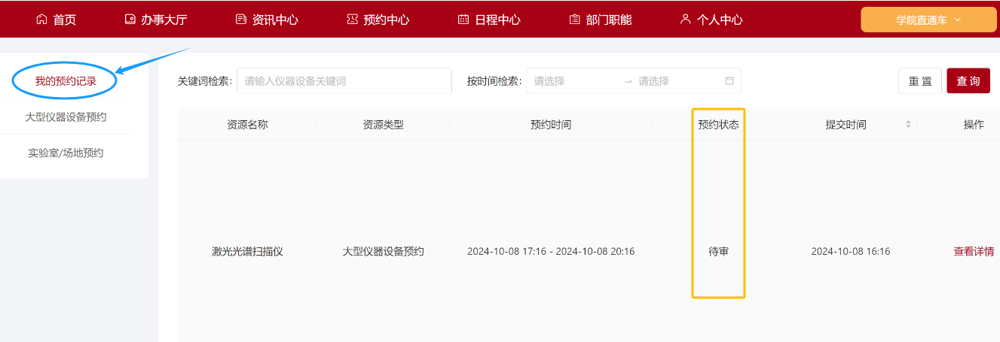 首页 办事大厅 资讯中心 预约中心 日程中心 部门职能 个人中心 学院直通车
我的预约记录
大型仪器设备预约
实验室/场地预约
关键词检索: 请输入仪器设备关键词 按时间检索: 请选择 → 请选择 重 置 查 询
资源名称 资源类型 预约时间 预约状态 提交时间 操作
激光光谱扫描仪 大型仪器设备预约 2024-10-08 17:16 - 2024-10-08 20:16 待审 2024-10-08 16:16 查看详情